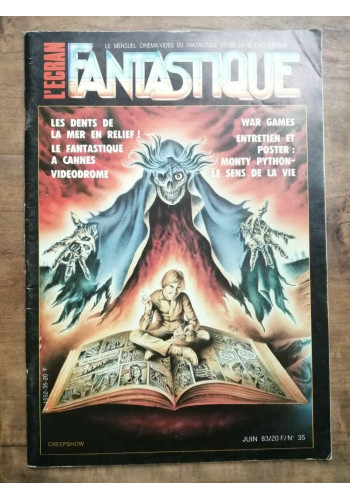 LE MENSUEL CINEMA/VIDEO DU FANTASTIQUE ET DE LA SCIENCE-FICTION
L'ECRAN
FANTASTIQUE
LES DENTS DE
LA MER EN RELIEF !
LE FANTASTIQUE
A CANNES
VIDEODROME
WAR GAMES
ENTRETIEN ET
POSTER :
MONTY PYTHON-
LE SENS DE LA VIE
CREEPSHOW
JUIN 83/20 F/N° 35